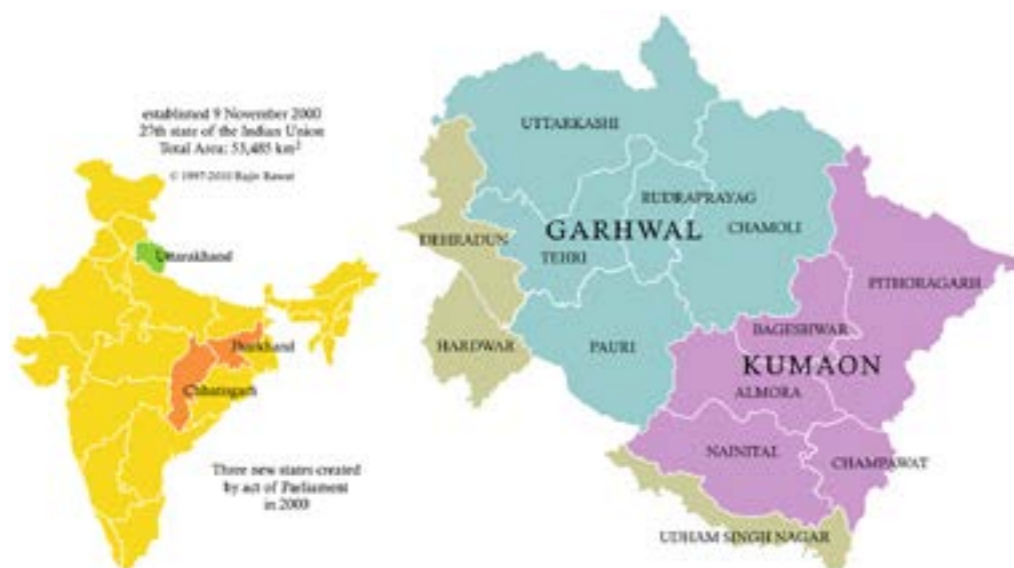 established 9 November 2000
27th state of the Indian Union
Total Area: 53,485 km²
© 1997-2010 Rajiv Rawat
Uttarakhand
Jharkhand
Chhattisgarh
Three new states created
by act of Parliament
in 2000
UTTARKASHI
RUDRAPRAYAG
GARHWAL
CHAMOLI
DEHRADUN
TEHRI
PITHORAGARH
BAGESHWAR
HARDWAR
PAURI
KUMAON
ALMORA
NAINITAL
CHAMPAWAT
UDHAM SINGH NAGAR